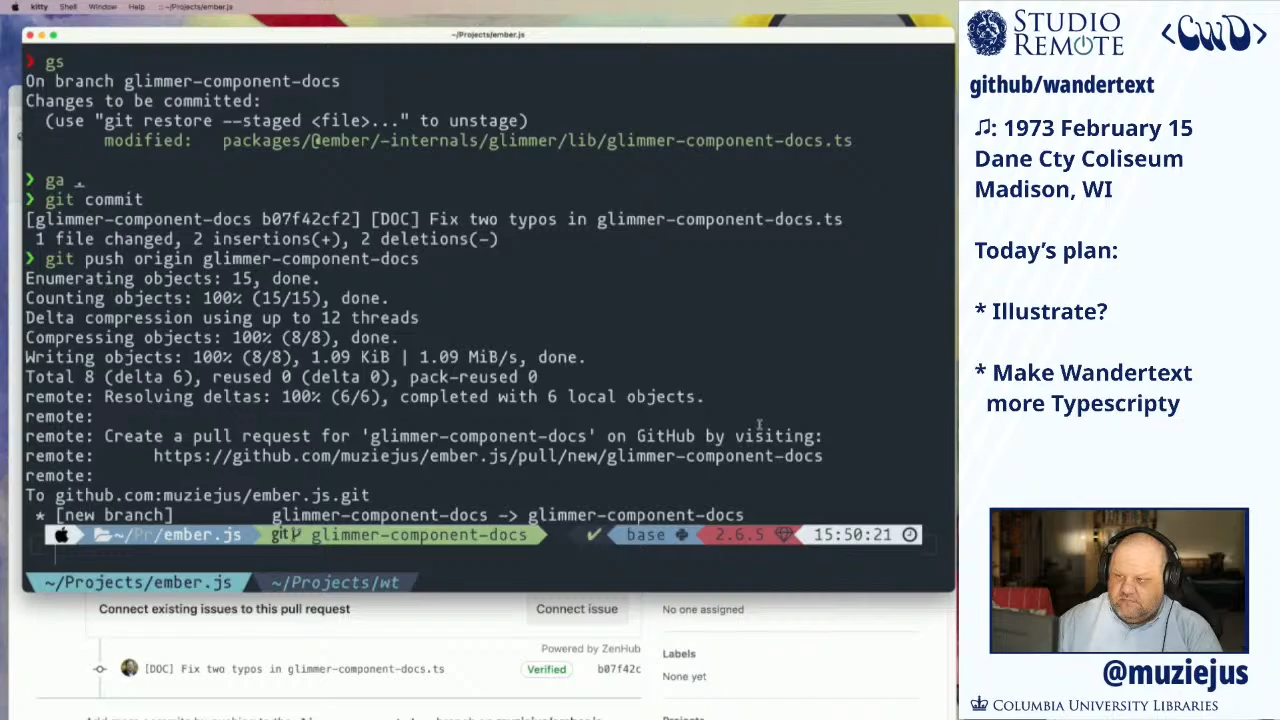 kitty Shell Window Help ::~/Projects/ember.js
~/Projects/ember.js
❯ gs
On branch glimmer-component-docs
Changes to be committed:
(use "git restore --staged <file>..." to unstage)
modified: packages/@ember/-internals/glimmer/lib/glimmer-component-docs.ts
❯ ga .
❯ git commit
[glimmer-component-docs b07f42cf2] [DOC] Fix two typos in glimmer-component-docs.ts
1 file changed, 2 insertions(+), 2 deletions(-)
❯ git push origin glimmer-component-docs
Enumerating objects: 15, done.
Counting objects: 100% (15/15), done.
Delta compression using up to 12 threads
Compressing objects: 100% (8/8), done.
Writing objects: 100% (8/8), 1.09 KiB | 1.09 MiB/s, done.
Total 8 (delta 6), reused 0 (delta 0), pack-reused 0
remote: Resolving deltas: 100% (6/6), completed with 6 local objects.
remote:
remote: Create a pull request for 'glimmer-component-docs' on GitHub by visiting:
remote: https://github.com/muziejus/ember.js/pull/new/glimmer-component-docs
remote:
To github.com:muziejus/ember.js.git
* [new branch] glimmer-component-docs -> glimmer-component-docs
~/Pr/ember.js git glimmer-component-docs ✔ base 2.6.5 15:50:21
~/Projects/ember.js ~/Projects/wt
Connect existing issues to this pull request Connect issue
No one assigned
Powered by ZenHub
Labels
[DOC] Fix two typos in glimmer-component-docs.ts Verified b07f42c
None yet
STUDIO
REMOTE
<CWD>
github/wandertext
♫: 1973 February 15
Dane Cty Coliseum
Madison, WI
Today's plan:
* Illustrate?
* Make Wandertext
more Typescripty
@muziejus
COLUMBIA UNIVERSITY LIBRARIES